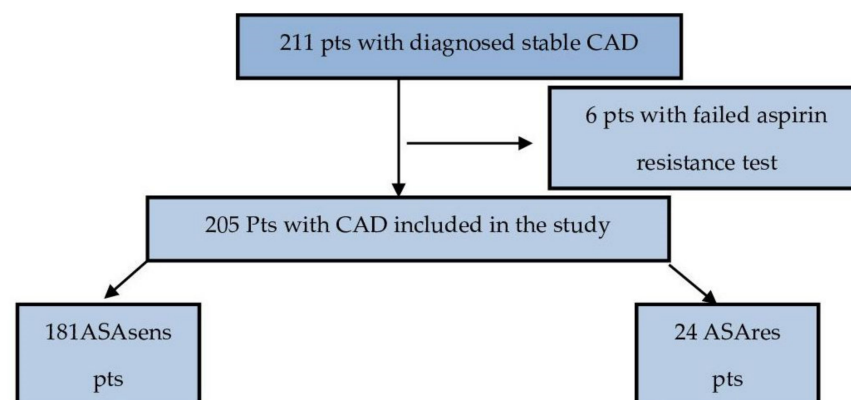 211 pts with diagnosed stable CAD
6 pts with failed aspirin
resistance test
205 Pts with CAD included in the study
181ASAsens
pts
24 ASAres
pts